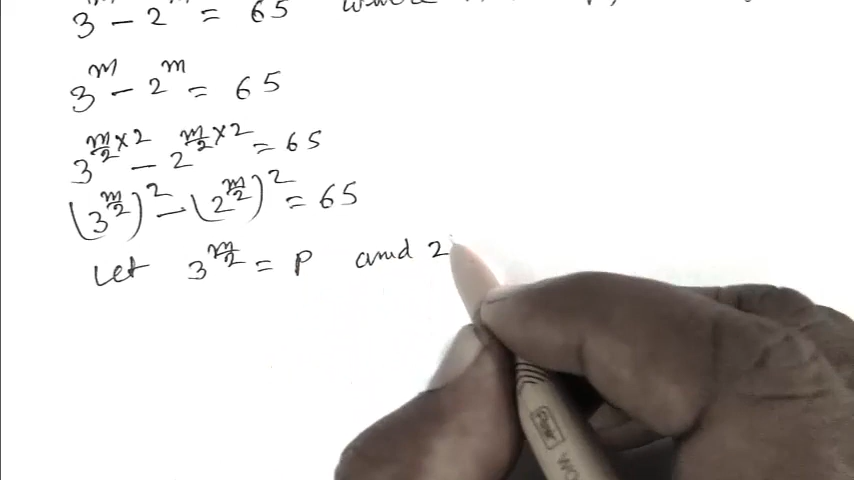 3^m - 2^m = 65
3^m - 2^m = 65
3^{m/2 × 2} - 2^{m/2 × 2} = 65
(3^{m/2})^2 - (2^{m/2})^2 = 65
Let 3^{m/2} = P and 2